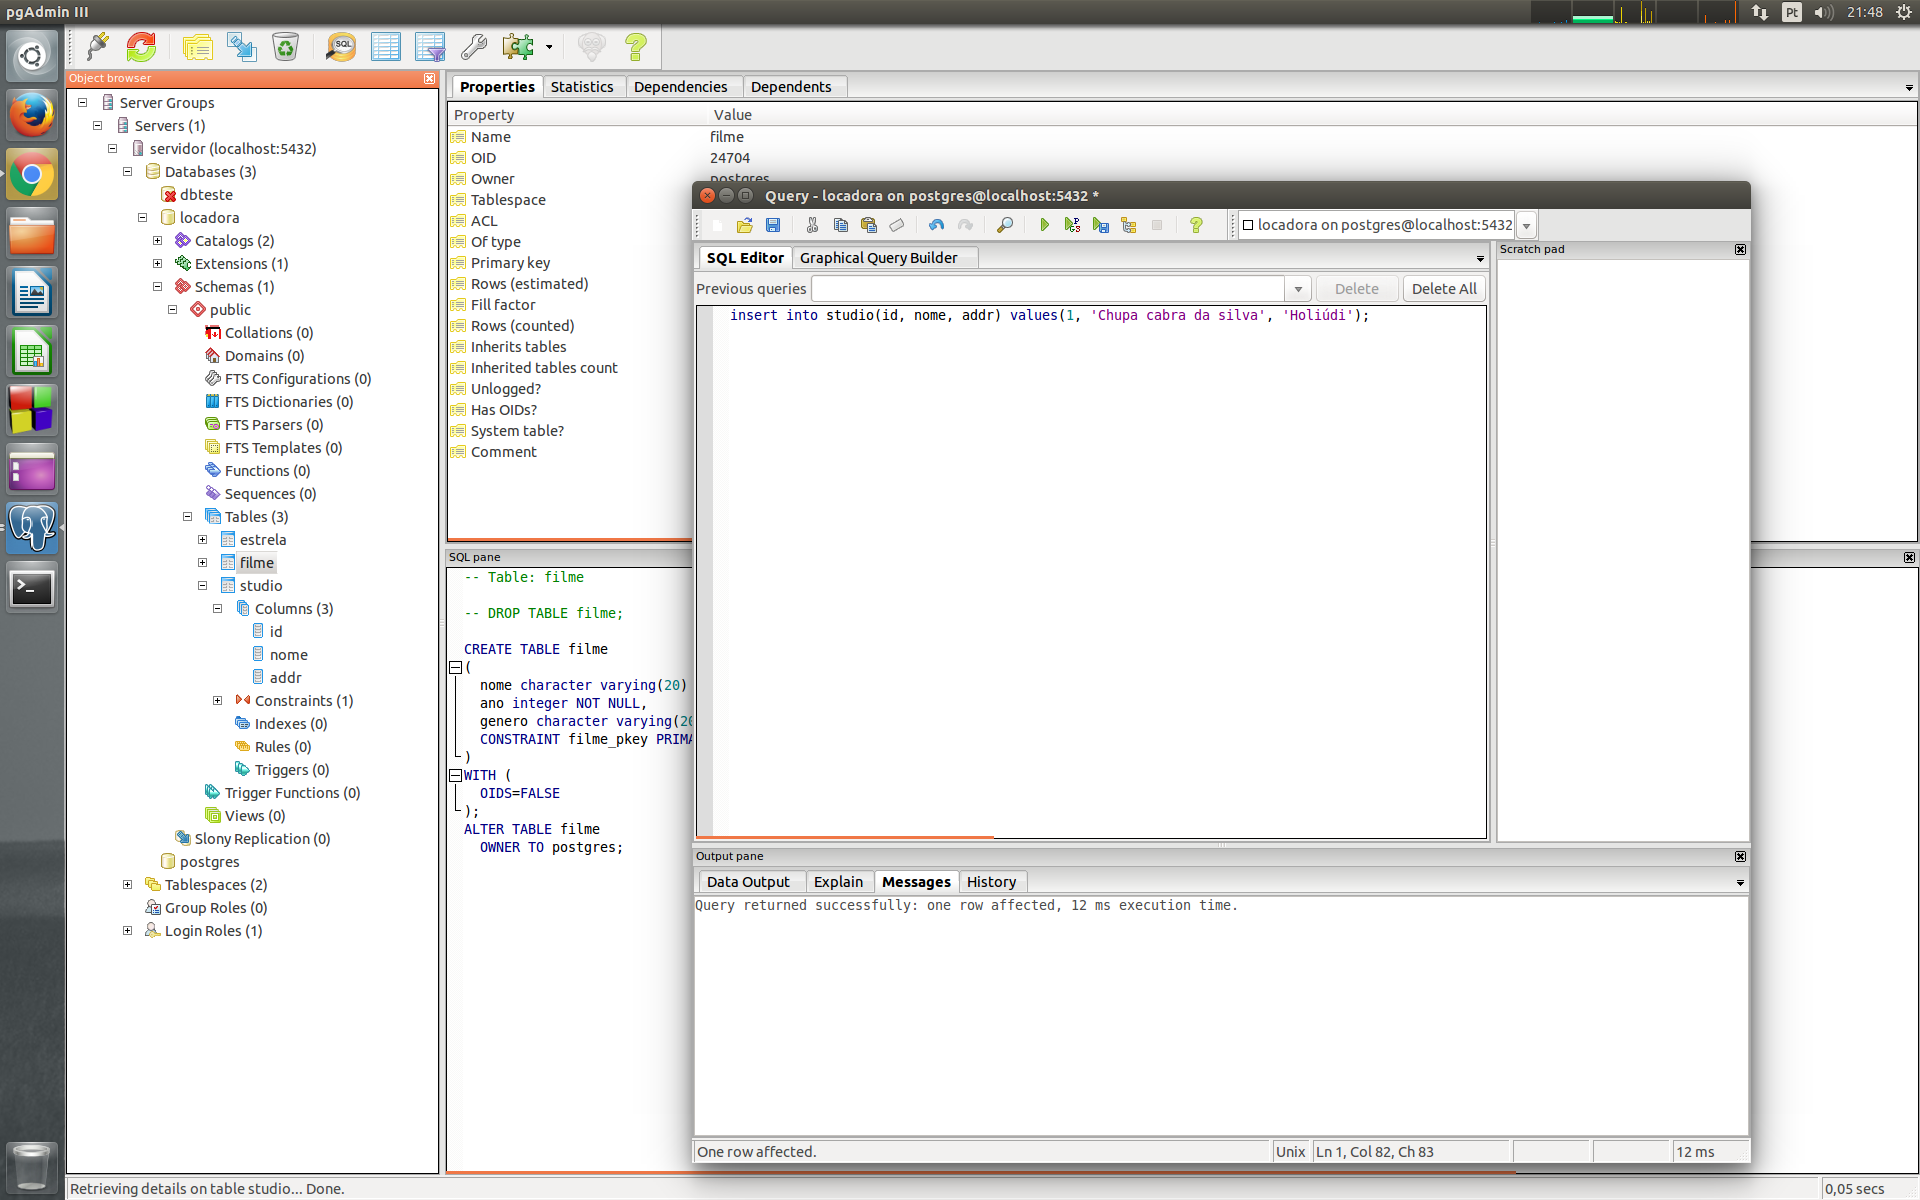 pgAdmin III
Pt
21:48
SQL
Object browser
Server Groups
Servers (1)
servidor (localhost:5432)
Databases (3)
dbteste
locadora
Catalogs (2)
Extensions (1)
Schemas (1)
public
Collations (0)
Domains (0)
FTS Configurations (0)
FTS Dictionaries (0)
FTS Parsers (0)
FTS Templates (0)
Functions (0)
Sequences (0)
Tables (3)
estrela
filme
studio
Columns (3)
id
nome
addr
Constraints (1)
Indexes (0)
Rules (0)
Triggers (0)
Trigger Functions (0)
Views (0)
Slony Replication (0)
postgres
Tablespaces (2)
Group Roles (0)
Login Roles (1)
Properties Statistics Dependencies Dependents
Property Value
Name filme
OID 24704
Owner postgres
Tablespace
ACL
Of type
Primary key
Rows (estimated)
Fill factor
Rows (counted)
Inherits tables
Inherited tables count
Unlogged?
Has OIDs?
System table?
Comment
SQL pane
-- Table: filme
-- DROP TABLE filme;
CREATE TABLE filme
(
nome character varying(20)
ano integer NOT NULL,
genero character varying(20
CONSTRAINT filme_pkey PRIMA
)
WITH (
OIDS=FALSE
);
ALTER TABLE filme
OWNER TO postgres;
Query - locadora on postgres@localhost:5432 *
locadora on postgres@localhost:5432
SQL Editor Graphical Query Builder
Scratch pad
Previous queries Delete Delete All
insert into studio(id, nome, addr) values(1, 'Chupa cabra da silva', 'Holiúdi');
Output pane
Data Output Explain Messages History
Query returned successfully: one row affected, 12 ms execution time.
One row affected. Unix Ln 1, Col 82, Ch 83 12 ms
Retrieving details on table studio... Done. 0,05 secs